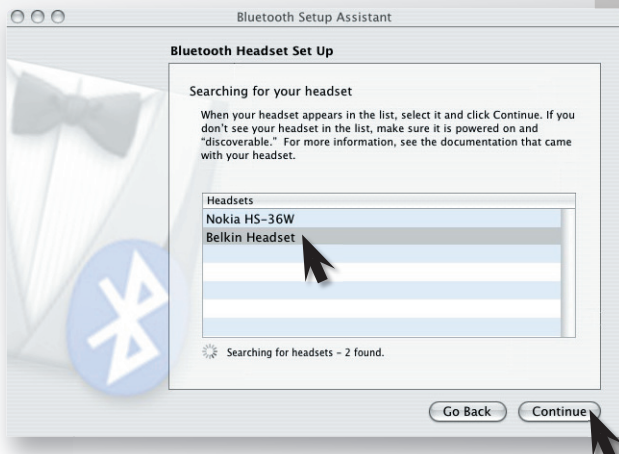 Bluetooth Setup Assistant
Bluetooth Headset Set Up
Searching for your headset
When your headset appears in the list, select it and click Continue. If you
don't see your headset in the list, make sure it is powered on and
"discoverable." For more information, see the documentation that came
with your headset.
Headsets
Nokia HS-36W
Belkin Headset
Searching for headsets – 2 found.
Go Back
Continue